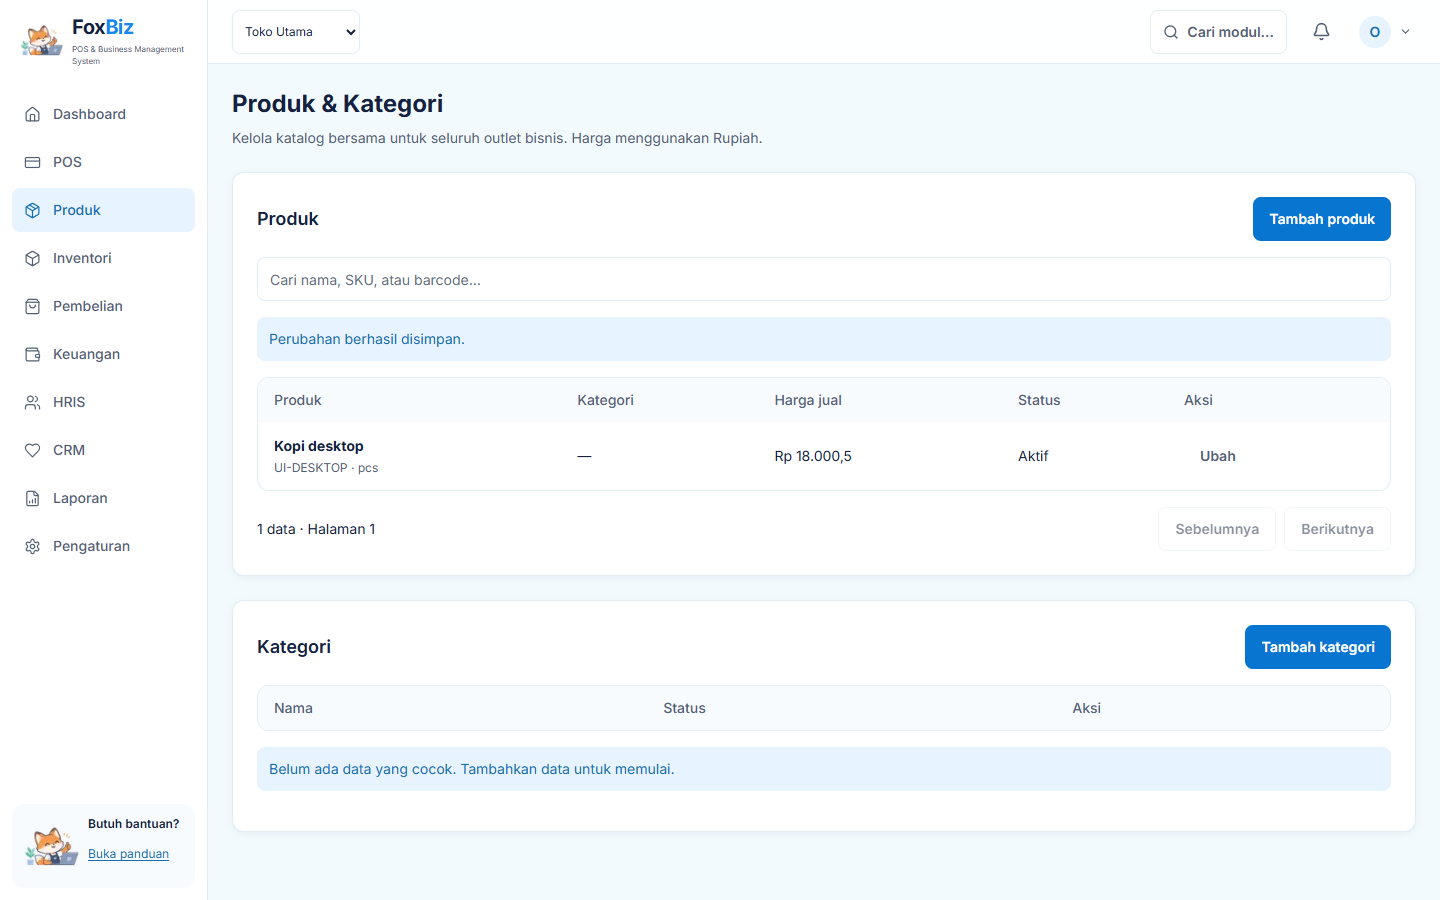 FoxBiz
POS & Business Management
System
Toko Utama
Cari modul...
O
Dashboard
POS
Produk
Inventori
Pembelian
Keuangan
HRIS
CRM
Laporan
Pengaturan
Butuh bantuan?
Buka panduan
Produk & Kategori
Kelola katalog bersama untuk seluruh outlet bisnis. Harga menggunakan Rupiah.
Produk
Tambah produk
Cari nama, SKU, atau barcode...
Perubahan berhasil disimpan.
Produk Kategori Harga jual Status Aksi
Kopi desktop
UI-DESKTOP · pcs
— Rp 18.000,5 Aktif Ubah
1 data · Halaman 1
Sebelumnya Berikutnya
Kategori
Tambah kategori
Nama Status Aksi
Belum ada data yang cocok. Tambahkan data untuk memulai.